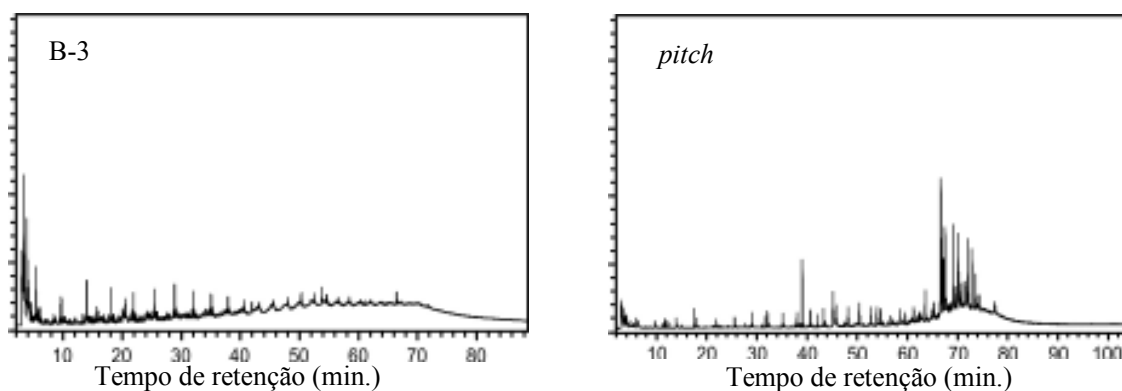 B-3
10 20 30 40 50 60 70 80
Tempo de retenção (min.)
pitch
10 20 30 40 50 60 70 80 90 100
Tempo de retenção (min.)